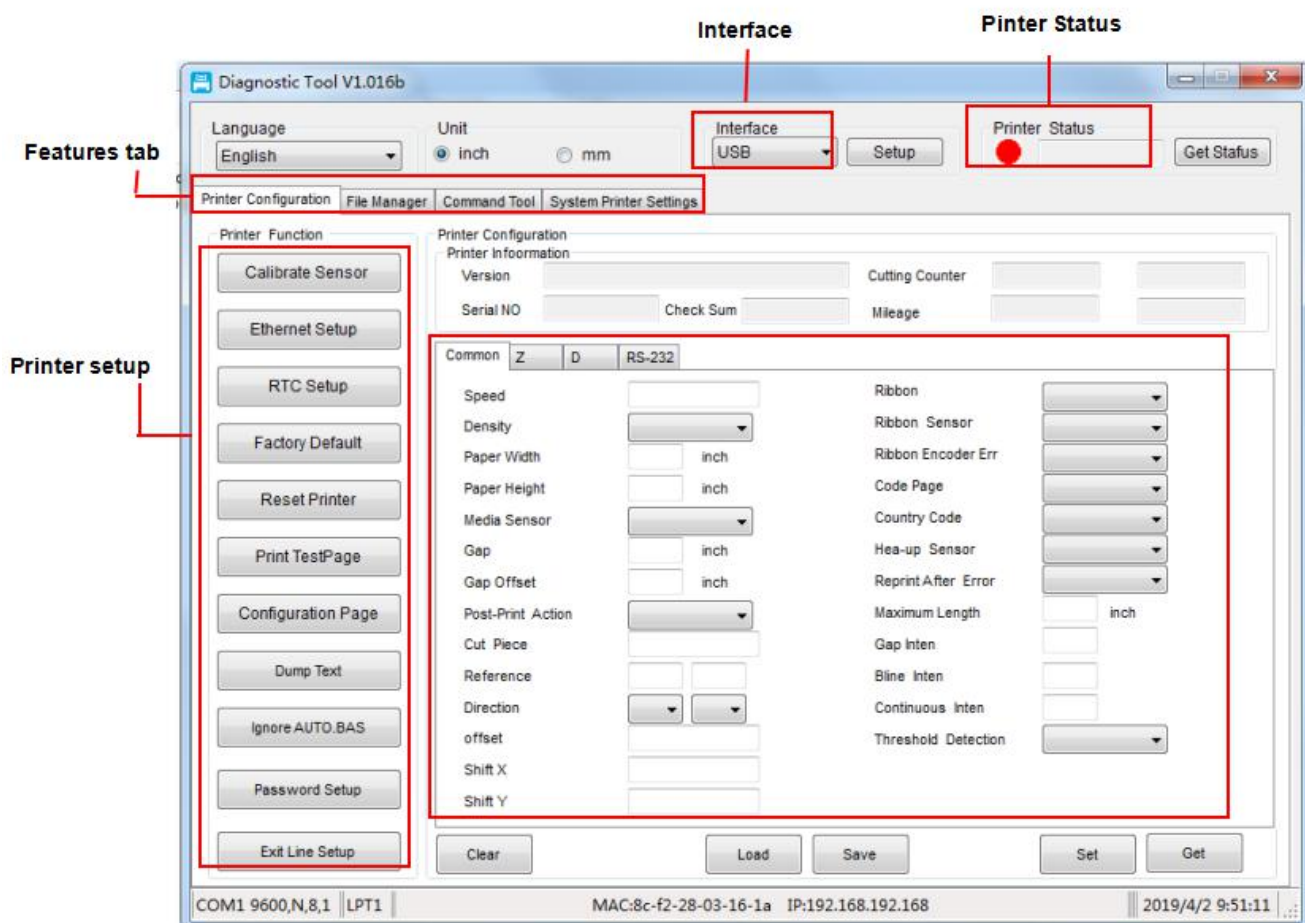 Interface
Pinter Status
Diagnostic Tool V1.016b
Language
Unit
Interface
Printer Status
English
inch
mm
USB
Setup
Get Status
Features tab
Printer Configuration
File Manager
Command Tool
System Printer Settings
Printer Function
Printer Configuration
Printer Infoormation
Calibrate Sensor
Version
Cutting Counter
Serial NO
Check Sum
Mileage
Ethernet Setup
Printer setup
RTC Setup
Factory Default
Reset Printer
Print TestPage
Configuration Page
Dump Text
Ignore AUTO.BAS
Password Setup
Exit Line Setup
Common
Z
D
RS-232
Speed
Density
Paper Width inch
Paper Height inch
Media Sensor
Gap inch
Gap Offset inch
Post-Print Action
Cut Piece
Reference
Direction
offset
Shift X
Shift Y
Ribbon
Ribbon Sensor
Ribbon Encoder Err
Code Page
Country Code
Hea-up Sensor
Reprint After Error
Maximum Length inch
Gap Inten
Bline Inten
Continuous Inten
Threshold Detection
Clear
Load
Save
Set
Get
COM1 9600,N,8,1
LPT1
MAC:8c-f2-28-03-16-1a IP:192.168.192.168
2019/4/2 9:51:11